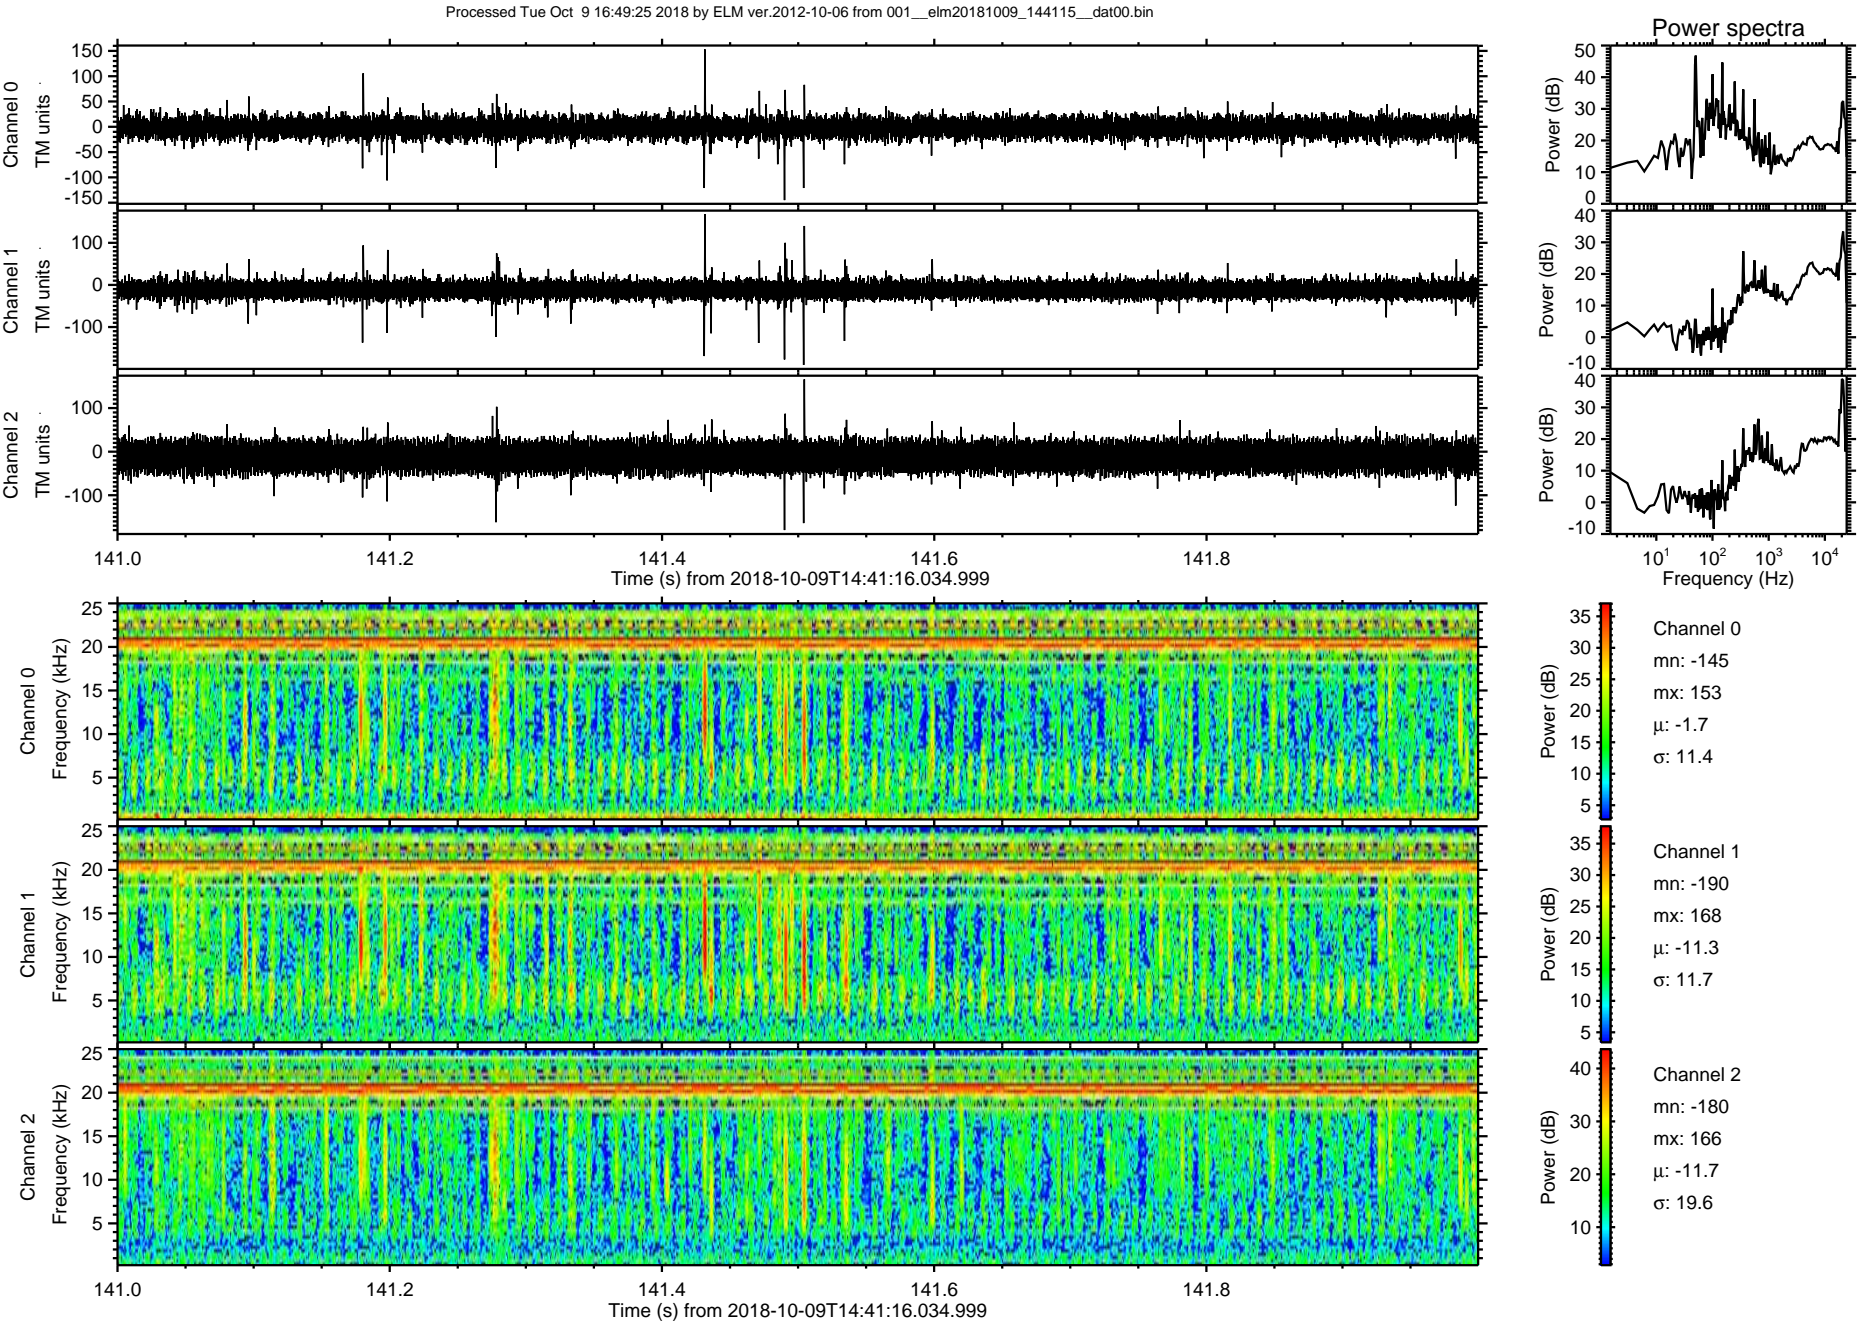 Processed Tue Oct  9 16:49:25 2018 by ELM ver.2012-10-06 from 001__elm20181009_144115__dat00.bin
Power spectra
Channel 0
TM units
150
100
50
0
-50
-100
-150
Power (dB)
50
40
30
20
10
0
Channel 1
TM units
100
0
-100
Power (dB)
40
30
20
10
0
-10
Channel 2
TM units
100
0
-100
Power (dB)
40
30
20
10
0
-10
141.0 141.2 141.4 141.6 141.8
Time (s) from 2018-10-09T14:41:16.034.999
10^1 10^2 10^3 10^4
Frequency (Hz)
Channel 0
Frequency (kHz)
25
20
15
10
5
Power (dB)
35
30
25
20
15
10
5
Channel 0
mn: -145
mx: 153
μ: -1.7
σ: 11.4
Channel 1
Frequency (kHz)
25
20
15
10
5
Power (dB)
35
30
25
20
15
10
5
Channel 1
mn: -190
mx: 168
μ: -11.3
σ: 11.7
Channel 2
Frequency (kHz)
25
20
15
10
5
Power (dB)
40
30
20
10
Channel 2
mn: -180
mx: 166
μ: -11.7
σ: 19.6
141.0 141.2 141.4 141.6 141.8
Time (s) from 2018-10-09T14:41:16.034.999